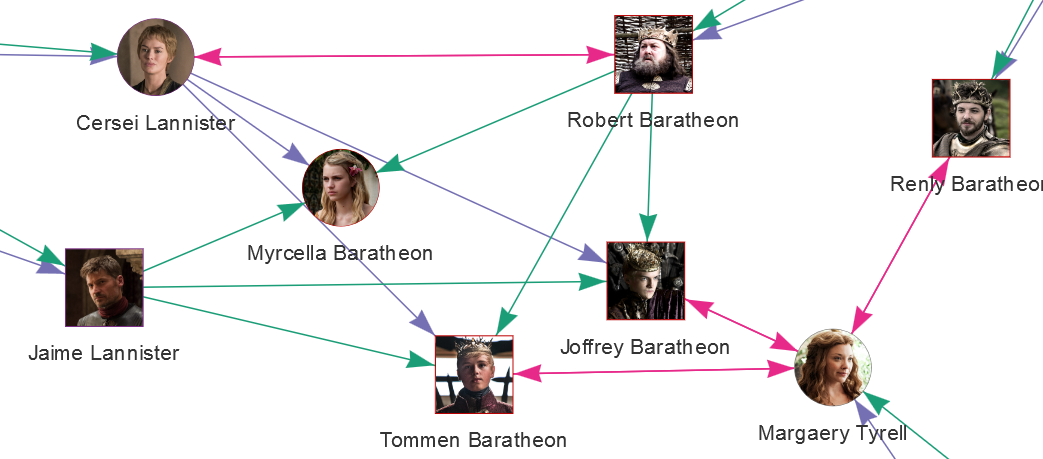 Cersei Lannister
Robert Baratheon
Renly Baratheon
Myrcella Baratheon
Jaime Lannister
Joffrey Baratheon
Tommen Baratheon
Margaery Tyrell